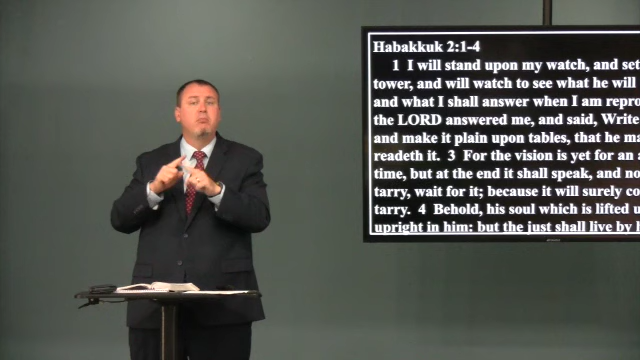 Habakkuk 2:1-4
1 I will stand upon my watch, and set
tower, and will watch to see what he will
and what I shall answer when I am repro
the LORD answered me, and said, Write
and make it plain upon tables, that he ma
readeth it. 3 For the vision is yet for an a
time, but at the end it shall speak, and no
tarry, wait for it; because it will surely co
tarry. 4 Behold, his soul which is lifted u
upright in him: but the just shall live by h